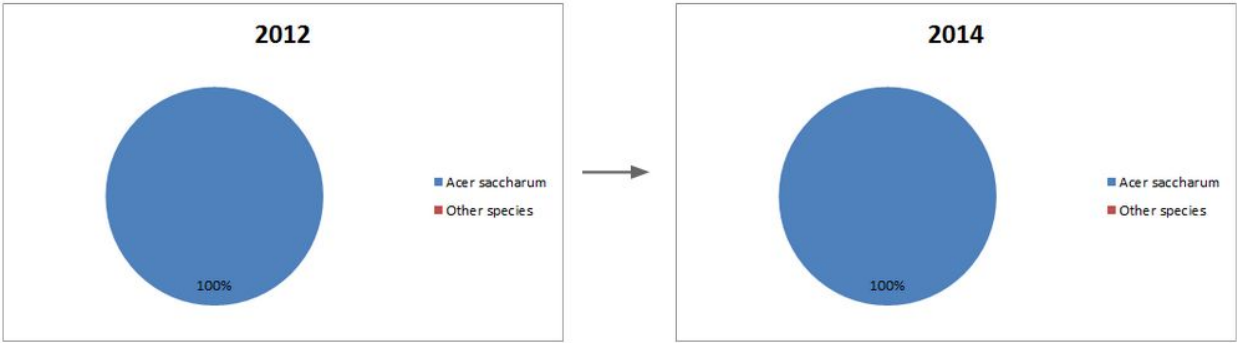 2012
Acer saccharum
Other species
100%
2014
Acer saccharum
Other species
100%